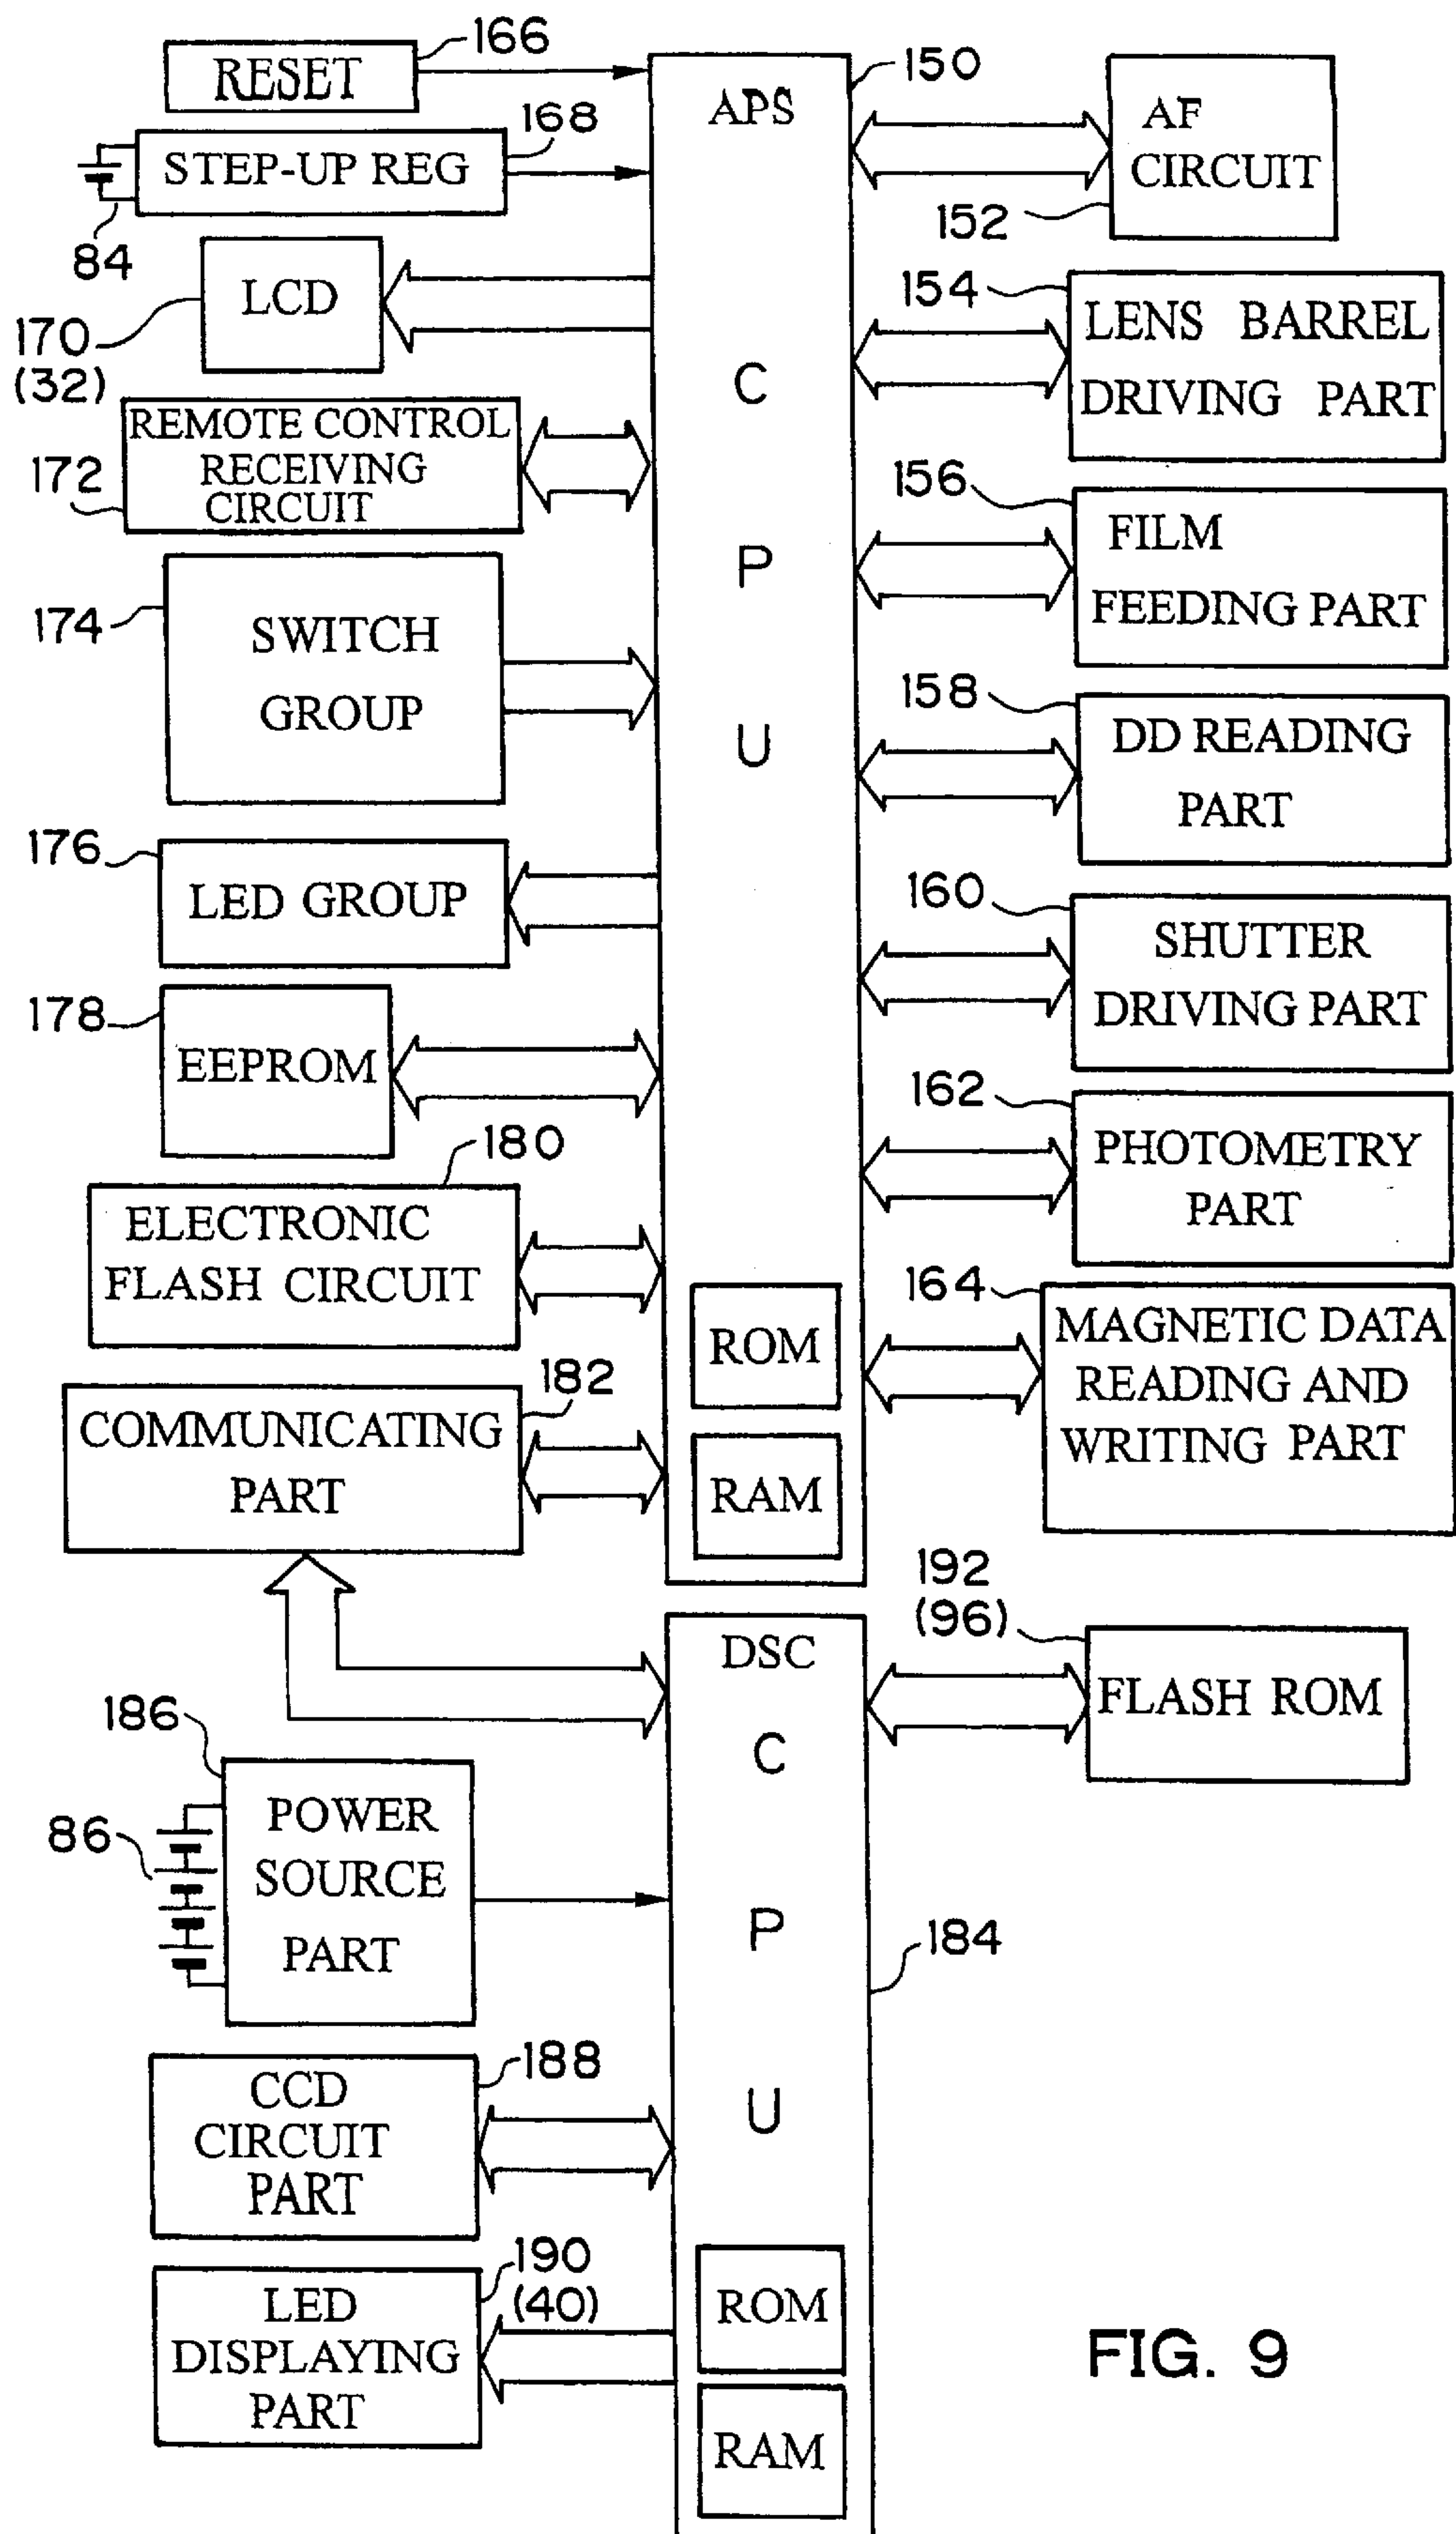 166
RESET
168
STEP-UP REG
84
LCD
170
(32)
REMOTE CONTROL
RECEIVING
CIRCUIT
172
174
SWITCH
GROUP
176
LED GROUP
178
EEPROM
180
ELECTRONIC
FLASH CIRCUIT
182
COMMUNICATING
PART
150
APS
C
P
U
ROM
RAM
AF
CIRCUIT
152
154
LENS BARREL
DRIVING PART
156
FILM
FEEDING PART
158
DD READING
PART
160
SHUTTER
DRIVING PART
162
PHOTOMETRY
PART
164
MAGNETIC DATA
READING AND
WRITING PART
192
(96)
FLASH ROM
DSC
C
P
U
184
ROM
RAM
186
86
POWER
SOURCE
PART
188
CCD
CIRCUIT
PART
190
(40)
LED
DISPLAYING
PART
FIG. 9